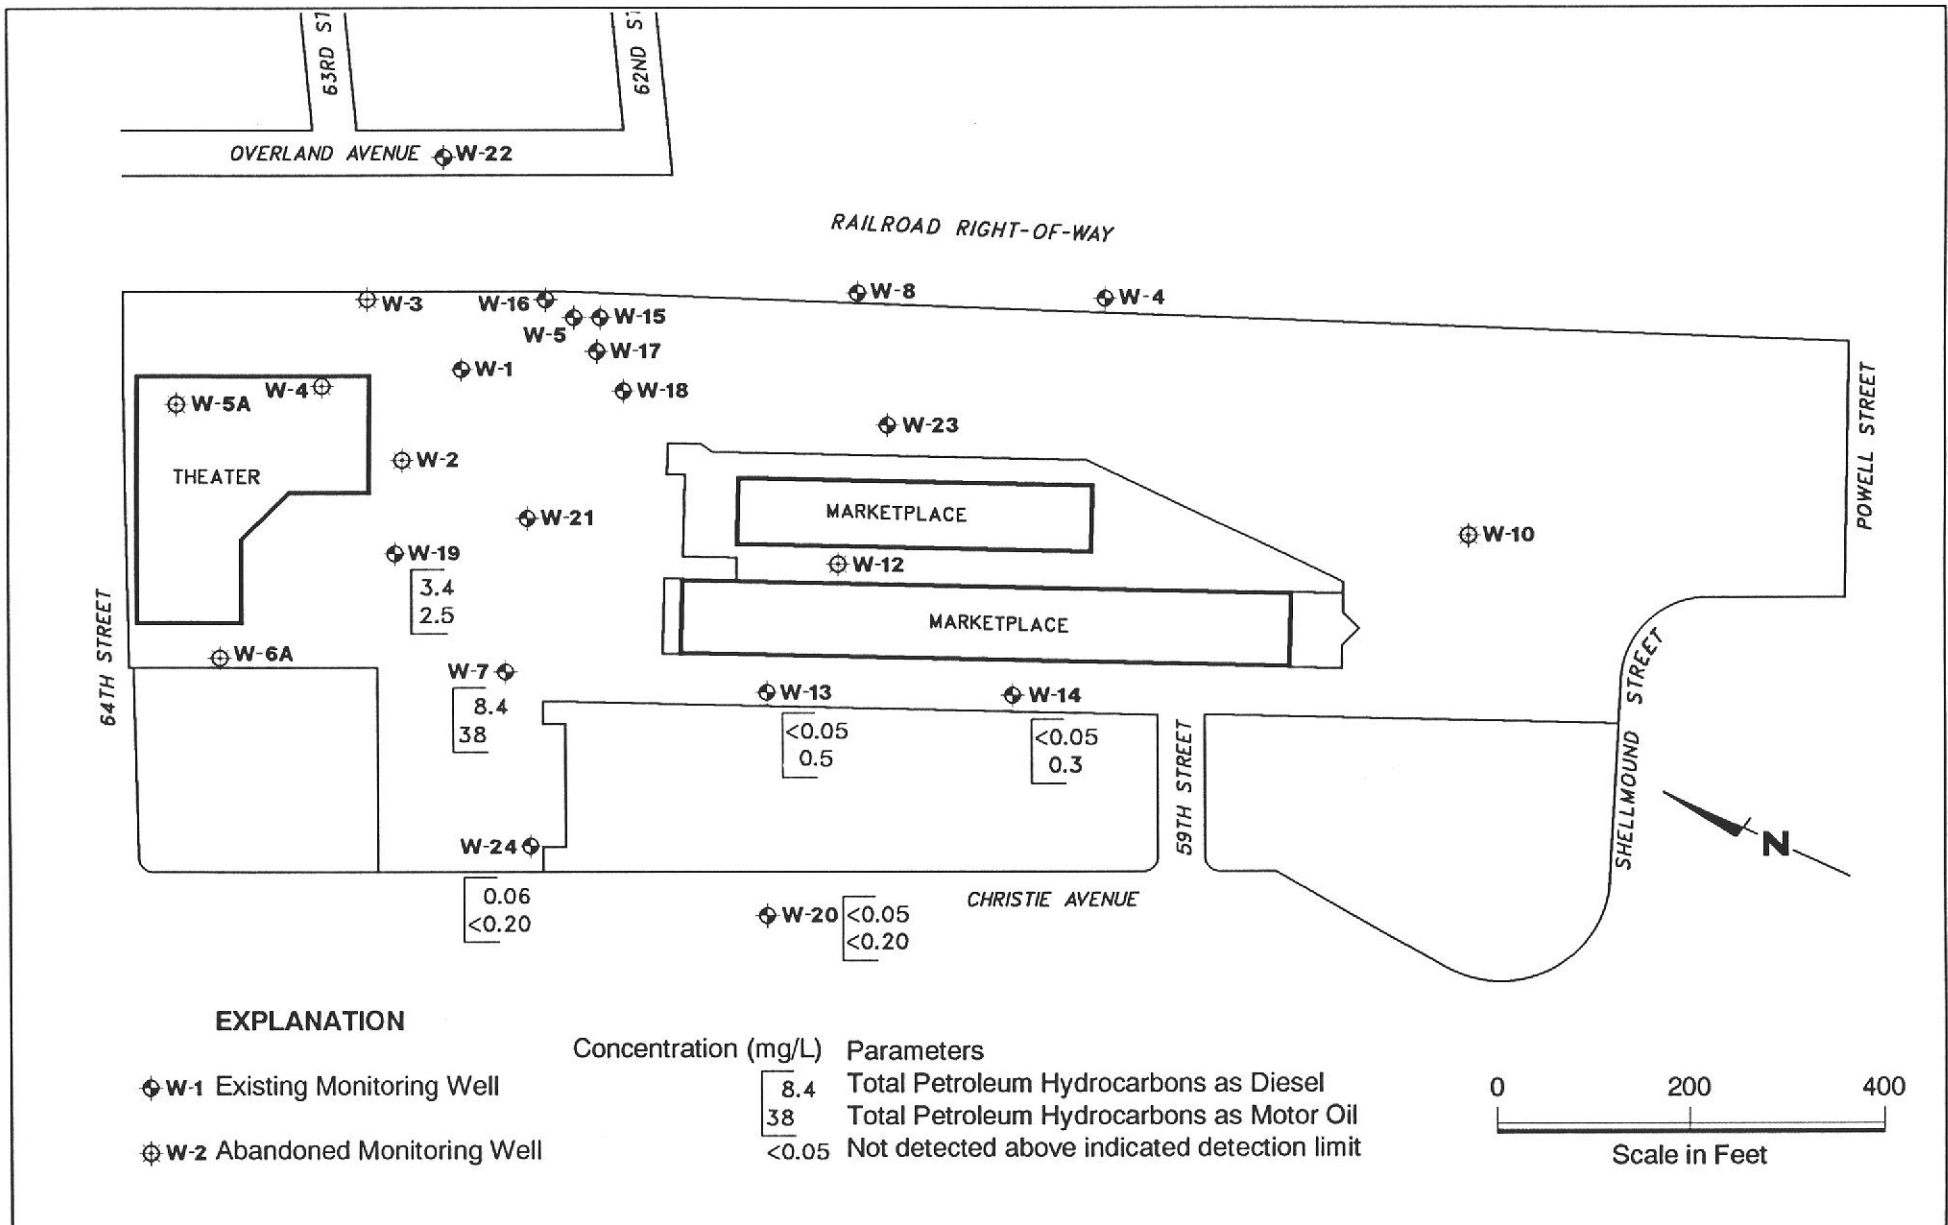 63RD ST
62ND ST
OVERLAND AVENUE
W-22
RAILROAD RIGHT-OF-WAY
W-3
W-16
W-8
W-4
W-5
W-15
W-17
W-1
W-18
W-4
W-5A
W-23
THEATER
W-2
MARKETPLACE
W-21
W-10
POWELL STREET
W-19
3.4
2.5
W-12
MARKETPLACE
64TH STREET
W-6A
W-7
8.4
38
W-13
<0.05
0.5
W-14
<0.05
0.3
59TH STREET
SHELLMOUND STREET
N
W-24
0.06
<0.20
W-20
<0.05
<0.20
CHRISTIE AVENUE
EXPLANATION
W-1 Existing Monitoring Well
W-2 Abandoned Monitoring Well
Concentration (mg/L) Parameters
8.4 Total Petroleum Hydrocarbons as Diesel
38 Total Petroleum Hydrocarbons as Motor Oil
<0.05 Not detected above indicated detection limit
0 200 400
Scale in Feet